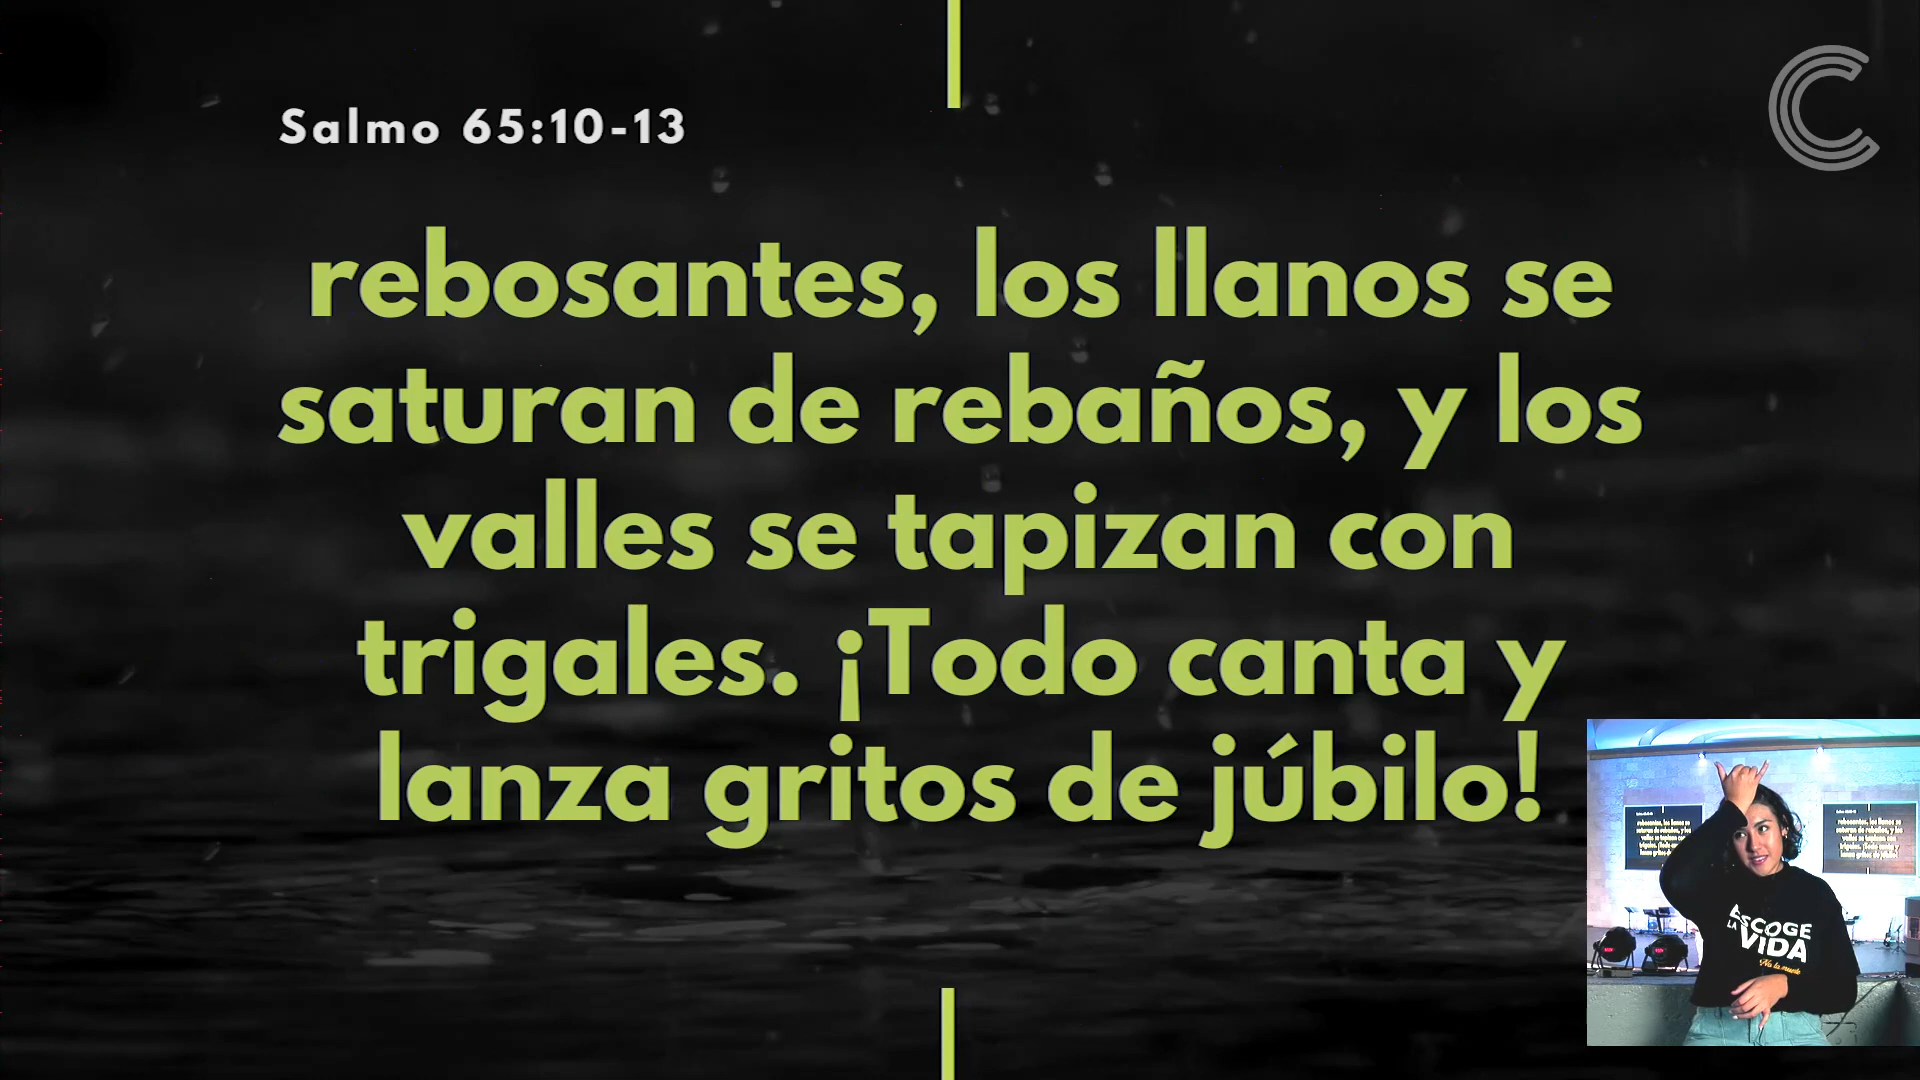 Salmo 65:10-13
rebosantes, los llanos se
saturan de rebaños, y los
valles se tapizan con
trigales. ¡Todo canta y
lanza gritos de júbilo!
ESCOGE
LA VIDA